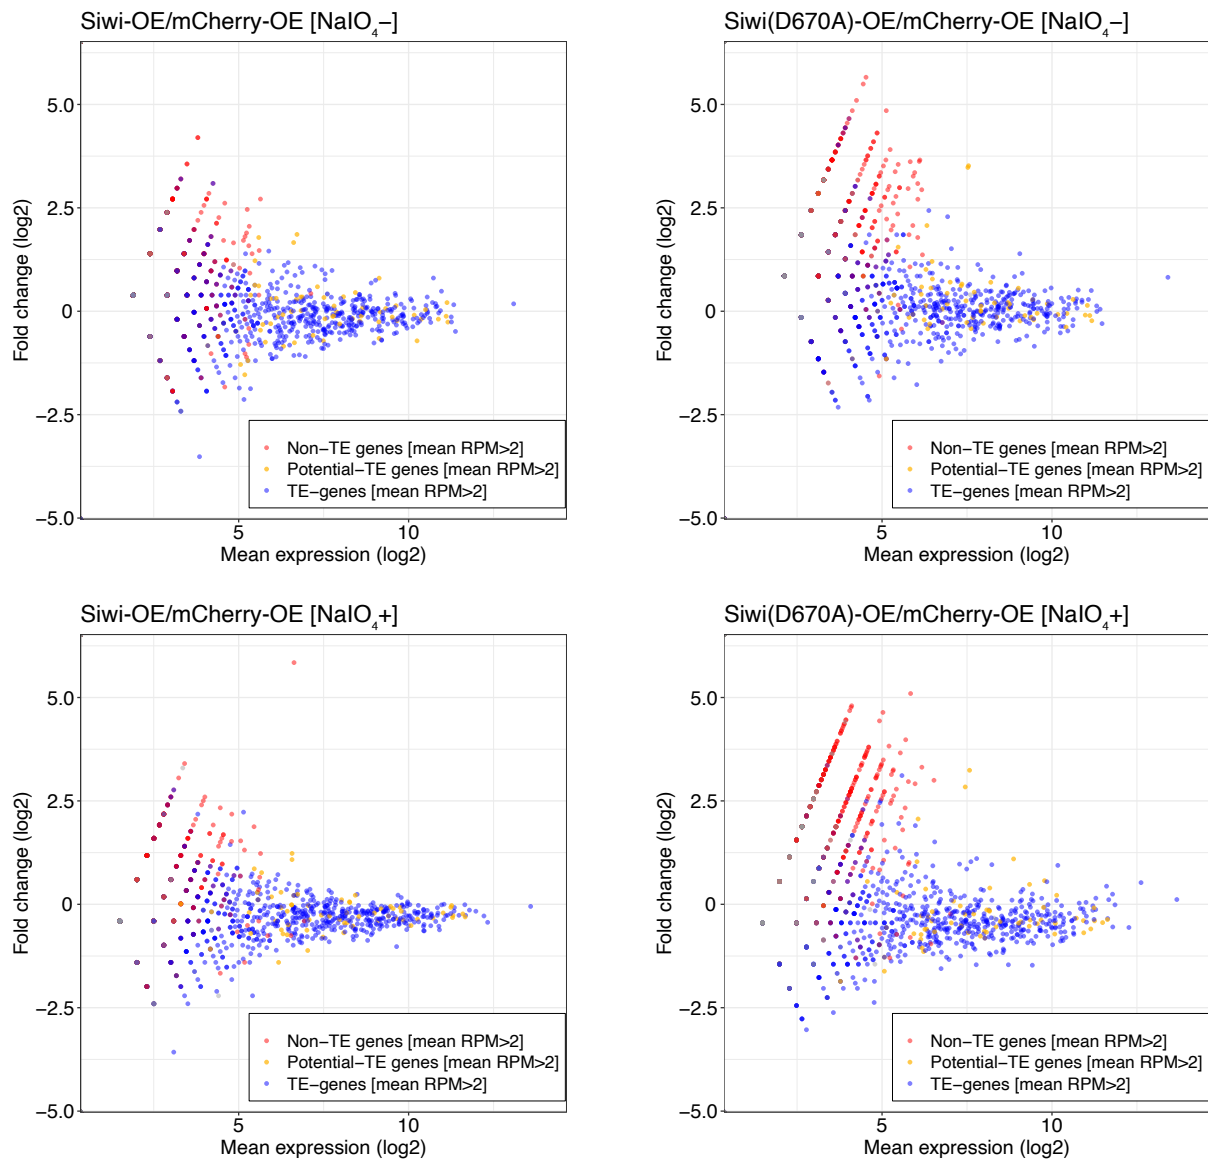 Siwi-OE/mCherry-OE [NaIO4−]
5.0
2.5
0
−2.5
−5.0
Fold change (log2)
Non−TE genes [mean RPM>2]
Potential−TE genes [mean RPM>2]
TE−genes [mean RPM>2]
5
10
Mean expression (log2)
Siwi(D670A)-OE/mCherry-OE [NaIO4−]
5.0
2.5
0
−2.5
−5.0
Fold change (log2)
Non−TE genes [mean RPM>2]
Potential−TE genes [mean RPM>2]
TE−genes [mean RPM>2]
5
10
Mean expression (log2)
Siwi-OE/mCherry-OE [NaIO4+]
5.0
2.5
0
−2.5
−5.0
Fold change (log2)
Non−TE genes [mean RPM>2]
Potential−TE genes [mean RPM>2]
TE−genes [mean RPM>2]
5
10
Mean expression (log2)
Siwi(D670A)-OE/mCherry-OE [NaIO4+]
5.0
2.5
0
−2.5
−5.0
Fold change (log2)
Non−TE genes [mean RPM>2]
Potential−TE genes [mean RPM>2]
TE−genes [mean RPM>2]
5
10
Mean expression (log2)